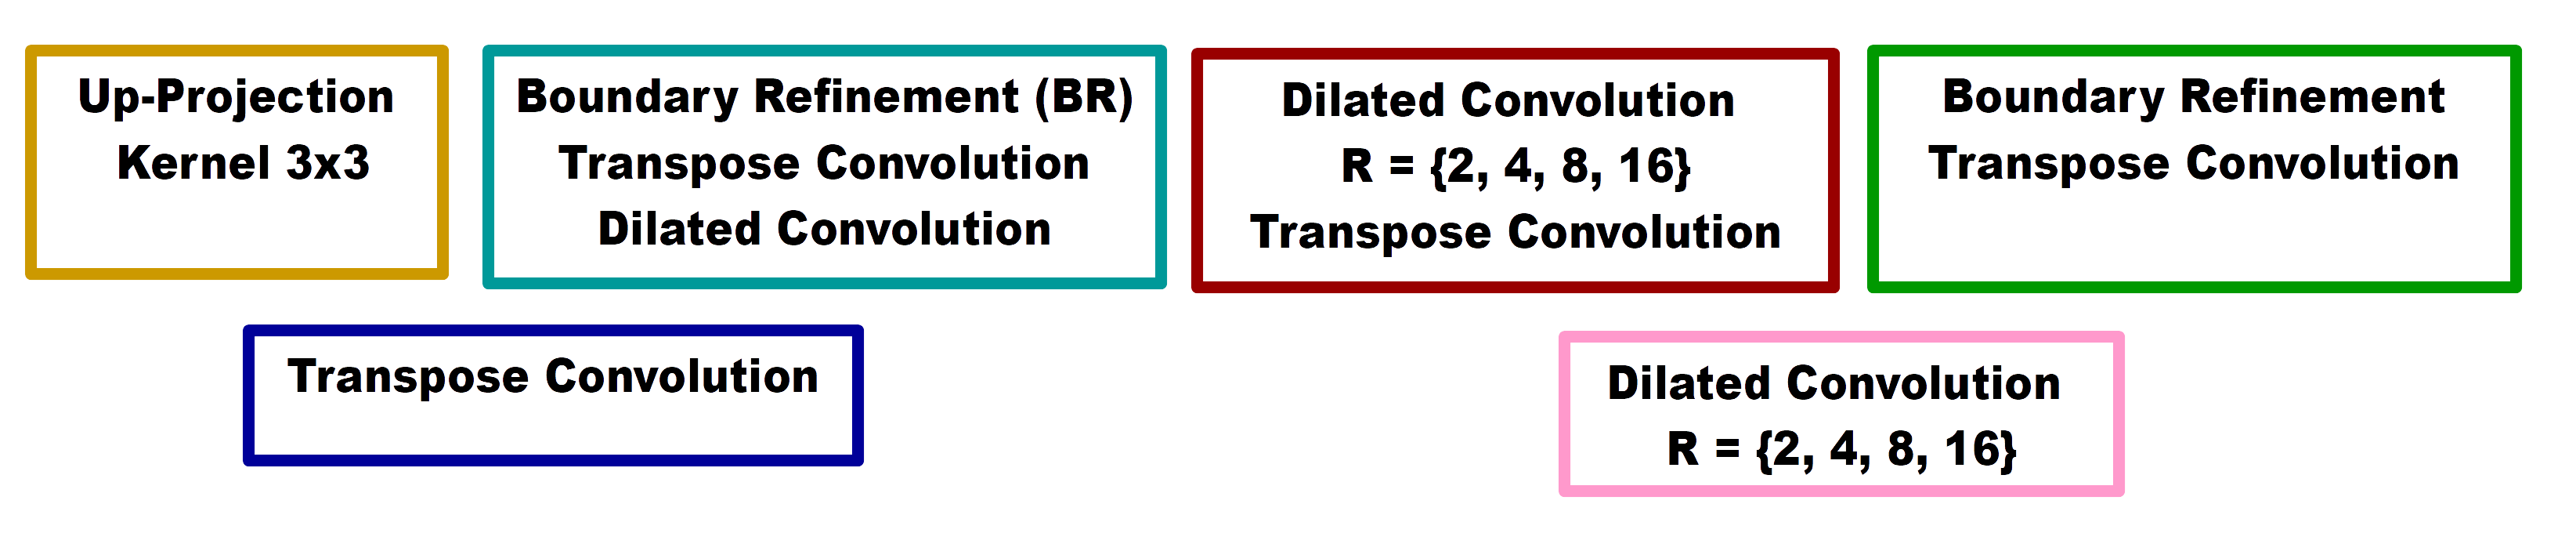 Up-Projection
Kernel 3x3
Boundary Refinement (BR)
Transpose Convolution
Dilated Convolution
Dilated Convolution
R = {2, 4, 8, 16}
Transpose Convolution
Boundary Refinement
Transpose Convolution
Transpose Convolution
Dilated Convolution
R = {2, 4, 8, 16}